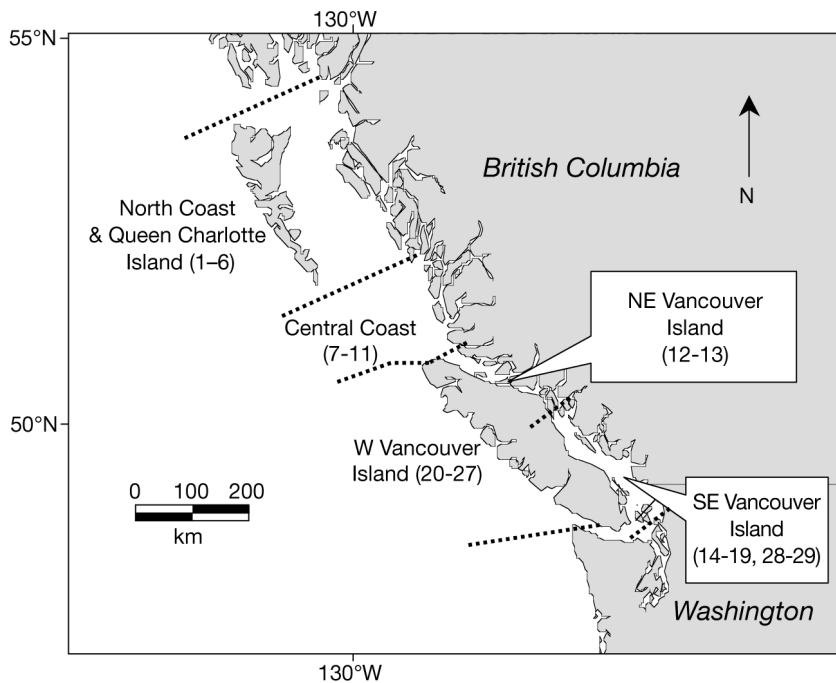 130°W
55°N
British Columbia
N
North Coast
& Queen Charlotte
Island (1–6)
NE Vancouver
Island
(12-13)
Central Coast
(7-11)
50°N
W Vancouver
Island (20-27)
0 100 200
km
SE Vancouver
Island
(14-19, 28-29)
Washington
130°W